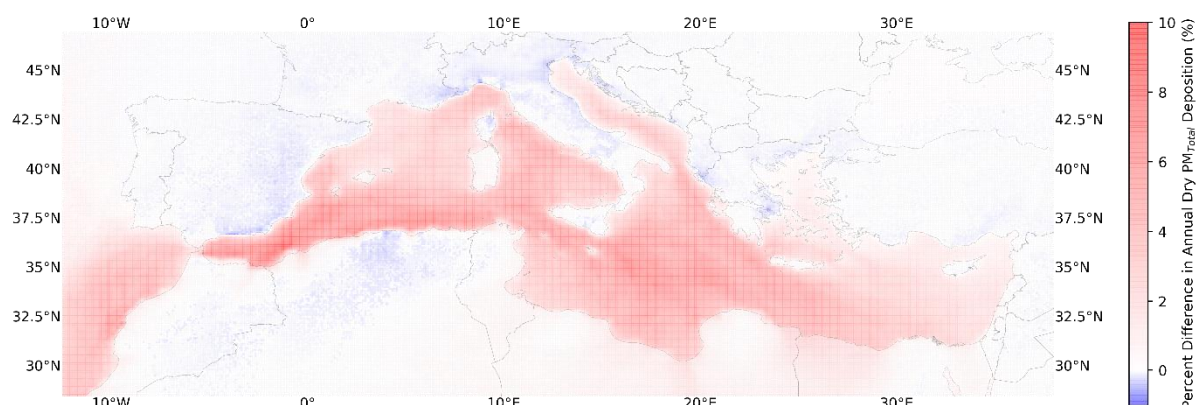 10°W 0° 10°E 20°E 30°E
45°N 45°N
42.5°N 42.5°N
40°N 40°N
37.5°N 37.5°N
35°N 35°N
32.5°N 32.5°N
30°N 30°N
10°W 0° 10°E 20°E 30°E
10
8
6
4
2
0
Percent Difference in Annual Dry PM_Total Deposition (%)